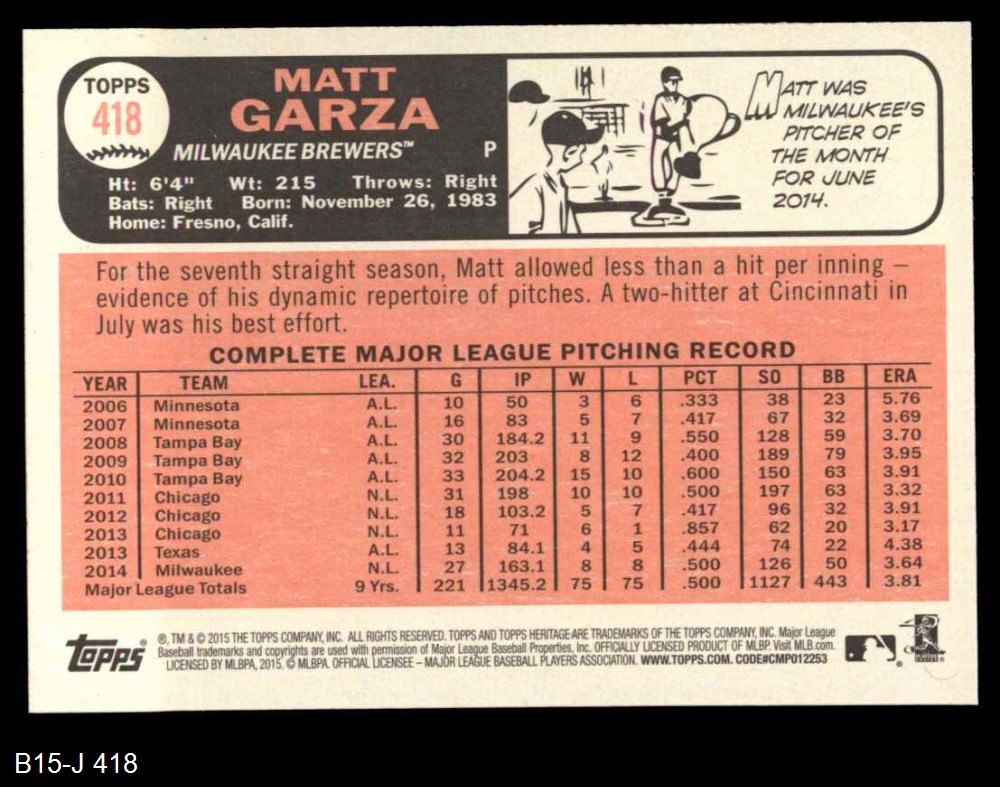 TOPPS
418
MATT
GARZA
MILWAUKEE BREWERS™ P
Ht: 6'4" Wt: 215 Throws: Right
Bats: Right Born: November 26, 1983
Home: Fresno, Calif.
MATT WAS
MILWAUKEE'S
PITCHER OF
THE MONTH
FOR JUNE
2014.
For the seventh straight season, Matt allowed less than a hit per inning –
evidence of his dynamic repertoire of pitches. A two-hitter at Cincinnati in
July was his best effort.
COMPLETE MAJOR LEAGUE PITCHING RECORD
YEAR TEAM LEA. G IP W L PCT SO BB ERA
2006 Minnesota A.L. 10 50 3 6 .333 38 23 5.76
2007 Minnesota A.L. 16 83 5 7 .417 67 32 3.69
2008 Tampa Bay A.L. 30 184.2 11 9 .550 128 59 3.70
2009 Tampa Bay A.L. 32 203 8 12 .400 189 79 3.95
2010 Tampa Bay A.L. 33 204.2 15 10 .600 150 63 3.91
2011 Chicago N.L. 31 198 10 10 .500 197 63 3.32
2012 Chicago N.L. 18 103.2 5 7 .417 96 32 3.91
2013 Chicago N.L. 11 71 6 1 .857 62 20 3.17
2013 Texas A.L. 13 84.1 4 5 .444 74 22 4.38
2014 Milwaukee N.L. 27 163.1 8 8 .500 126 50 3.64
Major League Totals 9 Yrs. 221 1345.2 75 75 .500 1127 443 3.81
Topps®
®, TM & © 2015 THE TOPPS COMPANY, INC. ALL RIGHTS RESERVED. TOPPS AND TOPPS HERITAGE ARE TRADEMARKS OF THE TOPPS COMPANY, INC. Major League
Baseball trademarks and copyrights are used with permission of Major League Baseball Properties, Inc. OFFICIALLY LICENSED PRODUCT OF MLBP. Visit MLB.com.
LICENSED BY MLBPA, 2015. © MLBPA. OFFICIAL LICENSEE – MAJOR LEAGUE BASEBALL PLAYERS ASSOCIATION. WWW.TOPPS.COM. CODE#CMP012253
B15-J 418